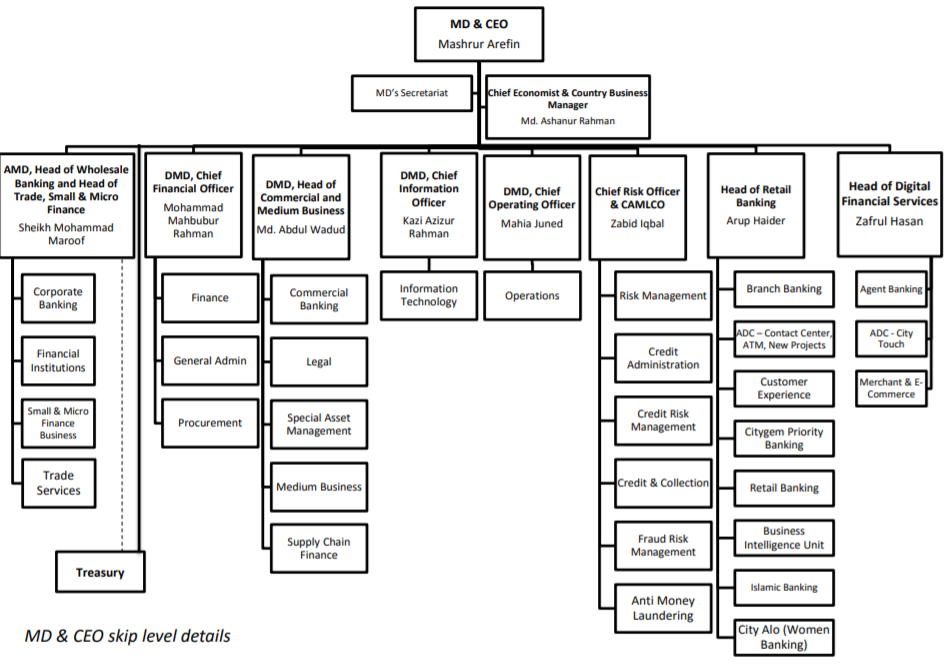 MD & CEO
Mashrur Arefin
MD's Secretariat
Chief Economist & Country Business
Manager
Md. Ashanur Rahman
AMD, Head of Wholesale
Banking and Head of
Trade, Small & Micro
Finance
Sheikh Mohammad
Maroof
DMD, Chief
Financial Officer
Mohammad
Mahbubur
Rahman
DMD, Head of
Commercial and
Medium Business
Md. Abdul Wadud
DMD, Chief
Information
Officer
Kazi Azizur
Rahman
DMD, Chief
Operating Officer
Mahia Juned
Chief Risk Officer
& CAMLCO
Zabid Iqbal
Head of Retail
Banking
Arup Haider
Head of Digital
Financial Services
Zafrul Hasan
Corporate
Banking
Financial
Institutions
Small & Micro
Finance
Business
Trade
Services
Treasury
Finance
General Admin
Procurement
Commercial
Banking
Legal
Special Asset
Management
Medium Business
Supply Chain
Finance
Information
Technology
Operations
Risk Management
Credit
Administration
Credit Risk
Management
Credit & Collection
Fraud Risk
Management
Anti Money
Laundering
Branch Banking
ADC – Contact Center,
ATM, New Projects
Customer
Experience
Citygem Priority
Banking
Retail Banking
Business
Intelligence Unit
Islamic Banking
City Alo (Women
Banking)
Agent Banking
ADC - City
Touch
Merchant & E-
Commerce
MD & CEO skip level details